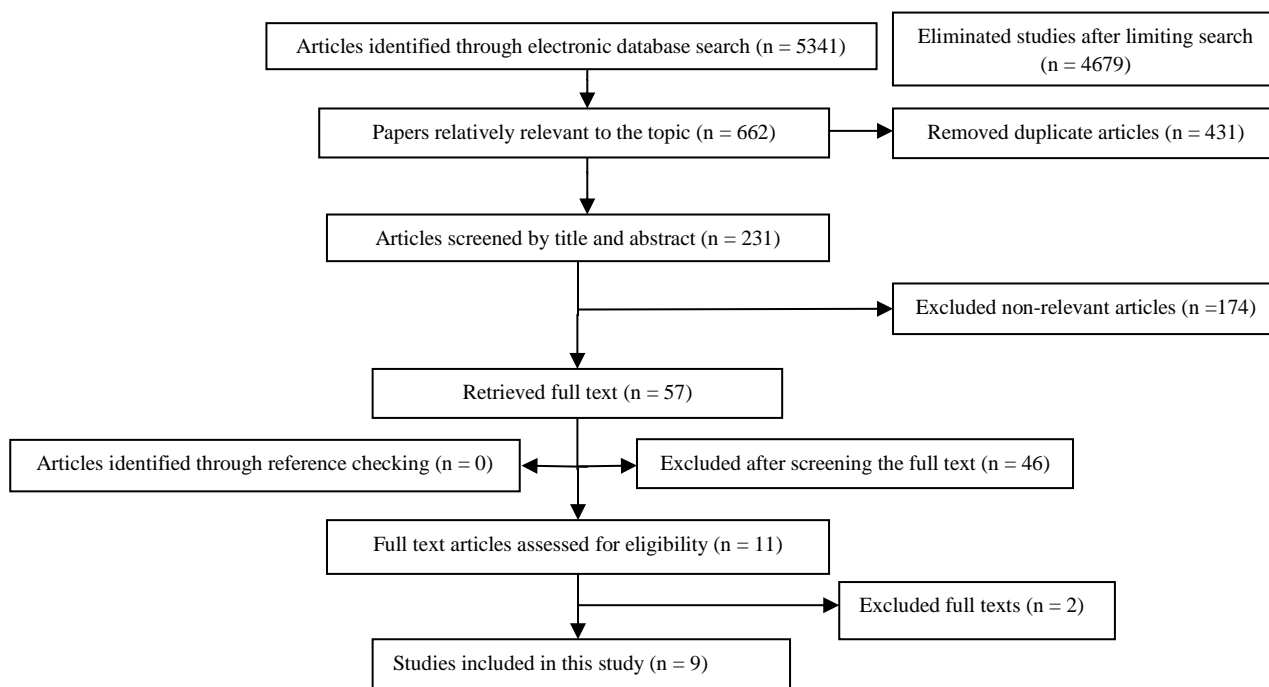 Articles identified through electronic database search (n = 5341)
Eliminated studies after limiting search
(n = 4679)
Papers relatively relevant to the topic (n = 662)
Removed duplicate articles (n = 431)
Articles screened by title and abstract (n = 231)
Excluded non-relevant articles (n =174)
Retrieved full text (n = 57)
Articles identified through reference checking (n = 0)
Excluded after screening the full text (n = 46)
Full text articles assessed for eligibility (n = 11)
Excluded full texts (n = 2)
Studies included in this study (n = 9)